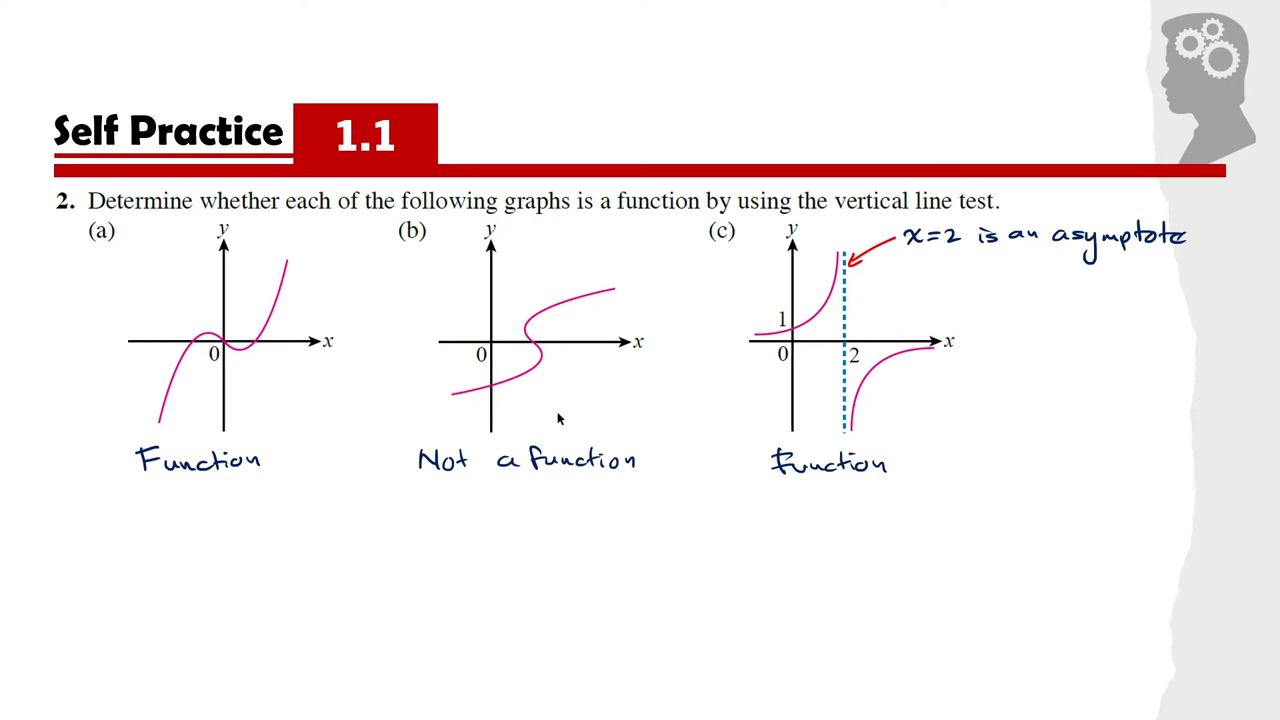 Self Practice 1.1
2. Determine whether each of the following graphs is a function by using the vertical line test.
(a) y (b) y (c) y x=2 is an asymptote
1
0 x 0 x 0 2 x
Function Not a function Function